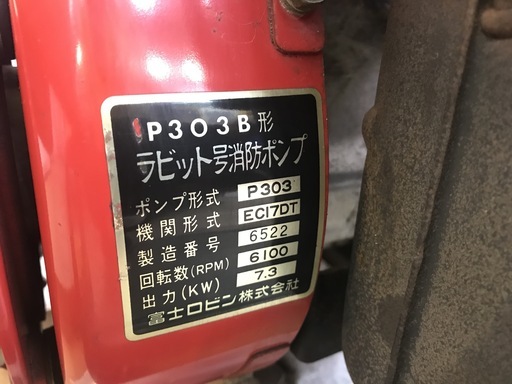 P303B形
ラビット号消防ポンプ
ポンプ形式 P303
機関形式 EC17DT
製造番号 6522
回転数(RPM) 6100
出力(KW) 7.3
富士ロビン株式会社